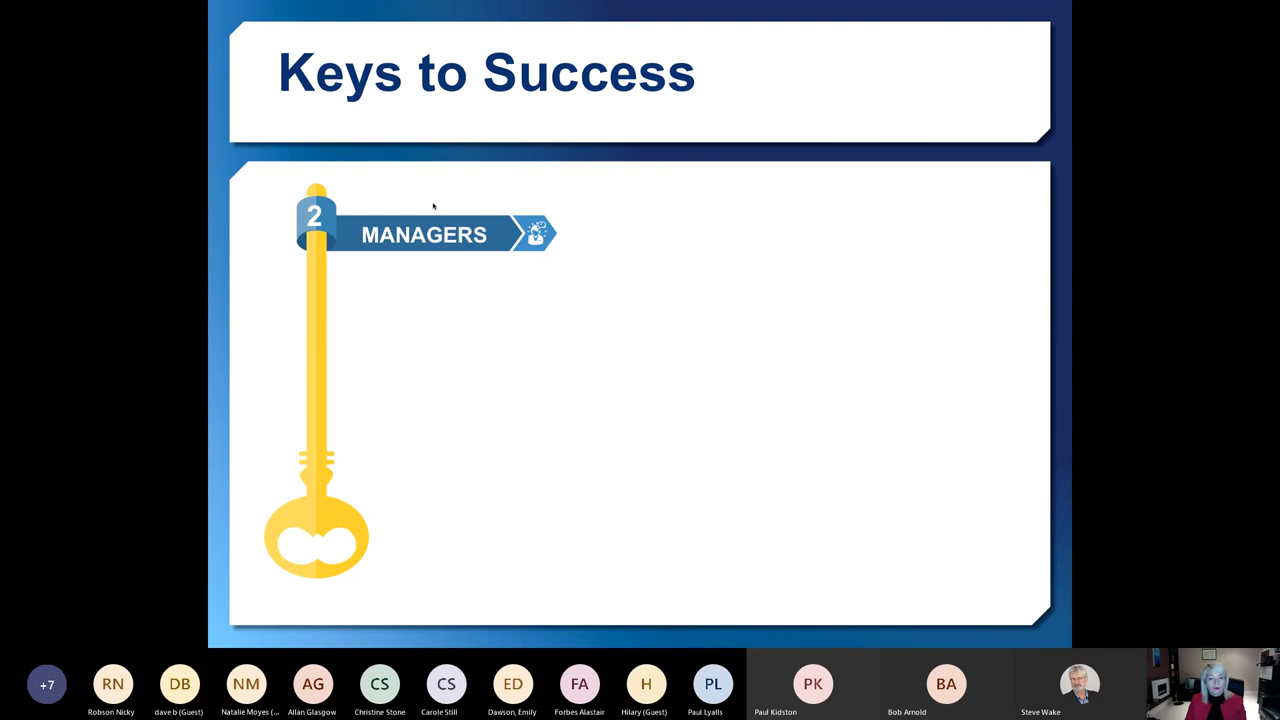 Keys to Success
2
MANAGERS
+7
RN
DB
NM
AG
CS
CS
ED
FA
H
PL
PK
BA
Robson Nicky
dave b (Guest)
Natalie Moyes (...
Allan Glasgow
Christine Stone
Carole Still
Dawson, Emily
Forbes Alastair
Hilary (Guest)
Paul Lyalls
Paul Kidston
Bob Arnold
Steve Wake